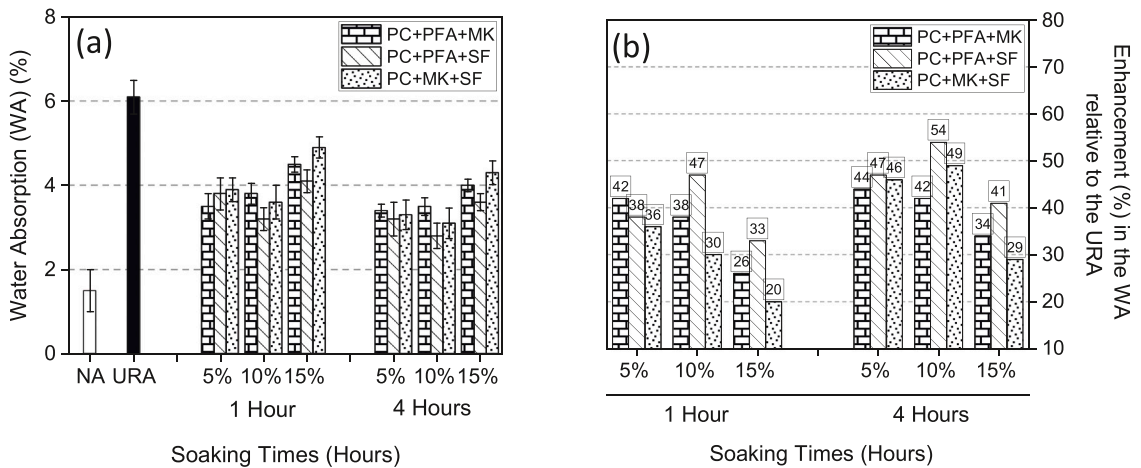 (a)
PC+PFA+MK
PC+PFA+SF
PC+MK+SF
Water Absorption (WA) (%)
8
6
4
2
0
NA URA 5% 10% 15% 5% 10% 15%
1 Hour 4 Hours
Soaking Times (Hours)
(b)
PC+PFA+MK
PC+PFA+SF
PC+MK+SF
42 38 36 38 47 30 26 33 20 44 47 46 42 54 49 34 41 29
80
70
60
50
40
30
20
10
Enhancement (%) in the WA
relative to the URA
5% 10% 15% 5% 10% 15%
1 Hour 4 Hours
Soaking Times (Hours)